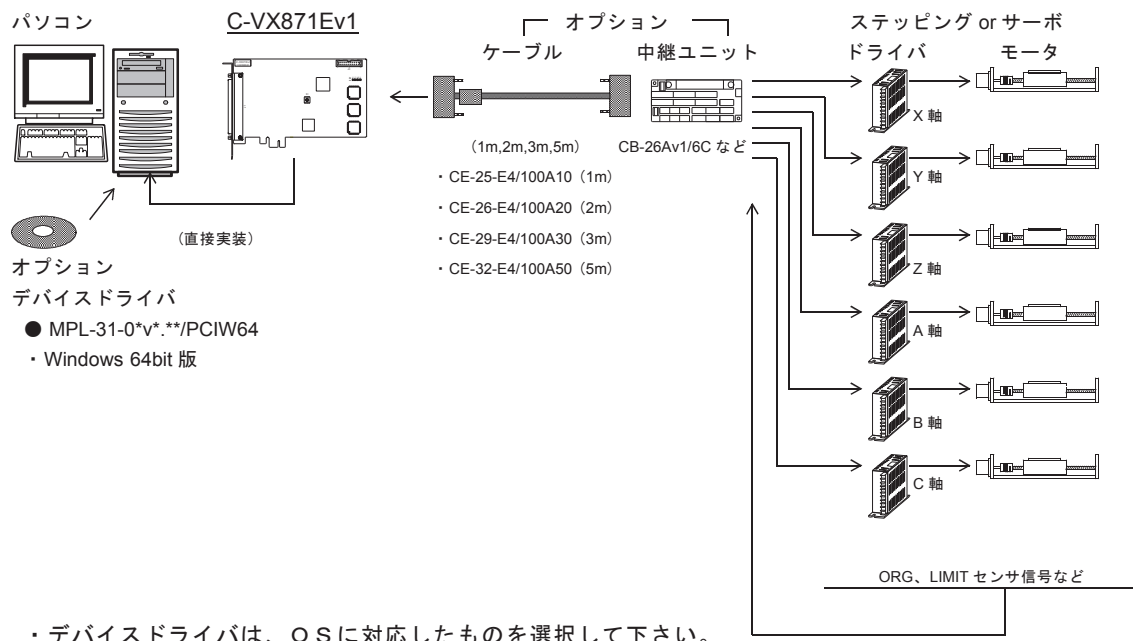 パソコン
C-VX871Ev1
オプション
ケーブル
中継ユニット
ステッピング or サーボ
ドライバ
モータ
(1m,2m,3m,5m)
CB-26Av1/6C など
・CE-25-E4/100A10（1m）
・CE-26-E4/100A20（2m）
・CE-29-E4/100A30（3m）
・CE-32-E4/100A50（5m）
（直接実装）
オプション
デバイスドライバ
● MPL-31-0*v*.**/PCIW64
・Windows 64bit 版
X 軸
Y 軸
Z 軸
A 軸
B 軸
C 軸
ORG、LIMIT センサ信号など
・デバイスドライバは、ＯＳに対応したものを選択して下さい。